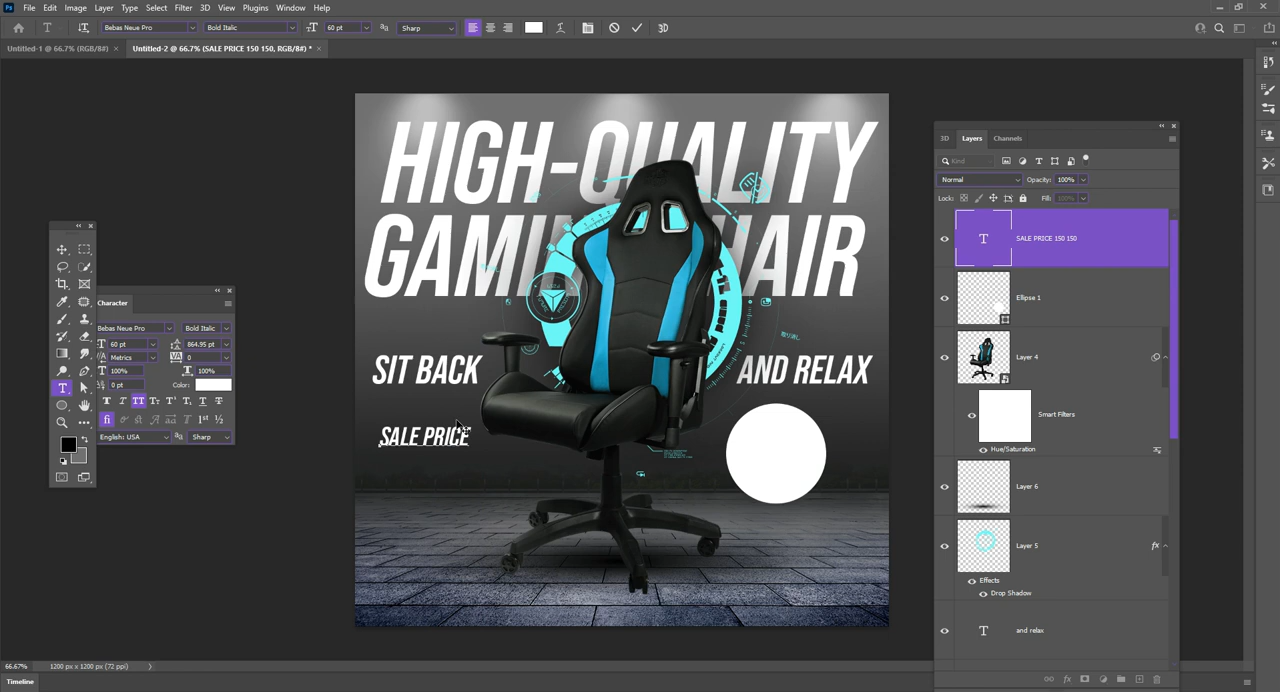 Ps File Edit Image Layer Type Select Filter 3D View Plugins Window Help
Bebas Neue Pro Bold Italic 60 pt Sharp 3D
Untitled-1 @ 66.7% (RGB/8#) × Untitled-2 @ 66.7% (SALE PRICE 150 150, RGB/8#) * ×
HIGH-QUALITY
GAMING CHAIR
SIT BACK AND RELAX
SALE PRICE
Character
Bebas Neue Pro Bold Italic
60 pt 864.95 pt
Metrics 0
100% 100%
0 pt Color:
English: USA Sharp
3D Layers Channels
Kind
Normal Opacity: 100%
Lock: Fill: 100%
SALE PRICE 150 150
Ellipse 1
Layer 4
Smart Filters
Hue/Saturation
Layer 6
Layer 5 fx
Effects
Drop Shadow
and relax
66.67% 1200 px x 1200 px (72 ppi)
Timeline